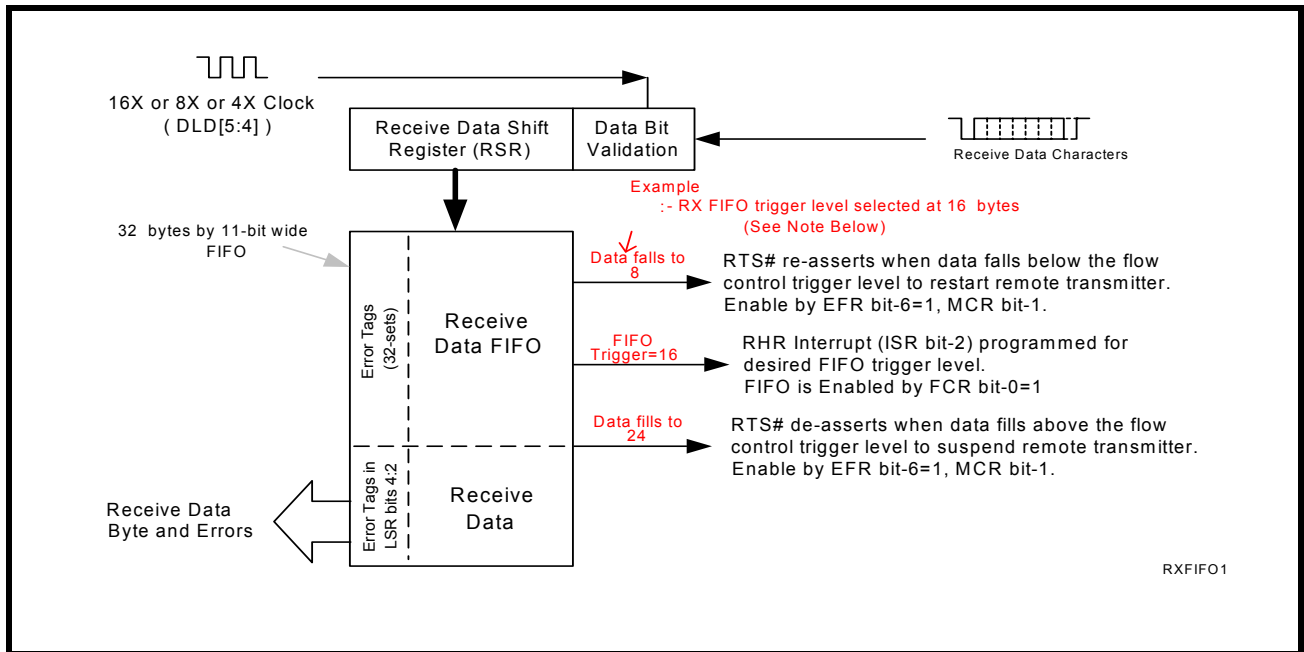 16X or 8X or 4X Clock
( DLD[5:4] )
Receive Data Shift
Register (RSR)
Data Bit
Validation
Receive Data Characters
Example
:- RX FIFO trigger level selected at 16 bytes
(See Note Below)
32 bytes by 11-bit wide
FIFO
Data falls to
8
RTS# re-asserts when data falls below the flow
control trigger level to restart remote transmitter.
Enable by EFR bit-6=1, MCR bit-1.
Error Tags
(32-sets)
Receive
Data FIFO
FIFO
Trigger=16
RHR Interrupt (ISR bit-2) programmed for
desired FIFO trigger level.
FIFO is Enabled by FCR bit-0=1
Data fills to
24
RTS# de-asserts when data fills above the flow
control trigger level to suspend remote transmitter.
Enable by EFR bit-6=1, MCR bit-1.
Error Tags in
LSR bits 4:2
Receive
Data
Receive Data
Byte and Errors
RXFIFO1